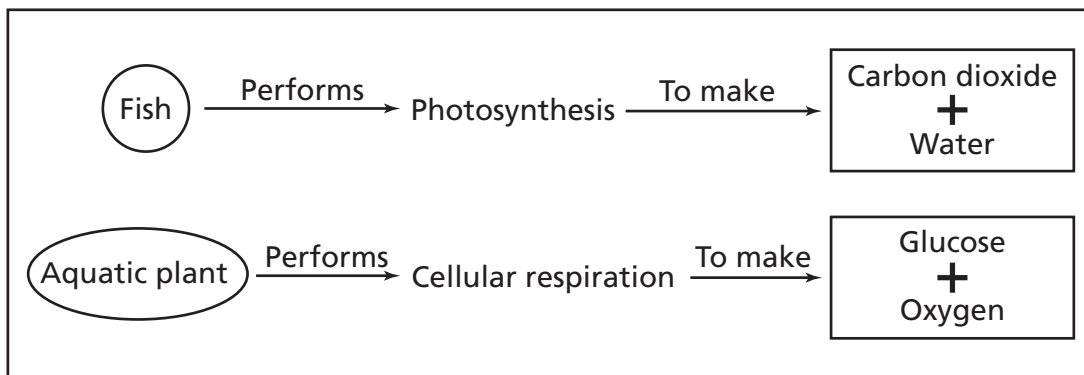 Fish
Performs
Photosynthesis
To make
Carbon dioxide
+
Water
Aquatic plant
Performs
Cellular respiration
To make
Glucose
+
Oxygen